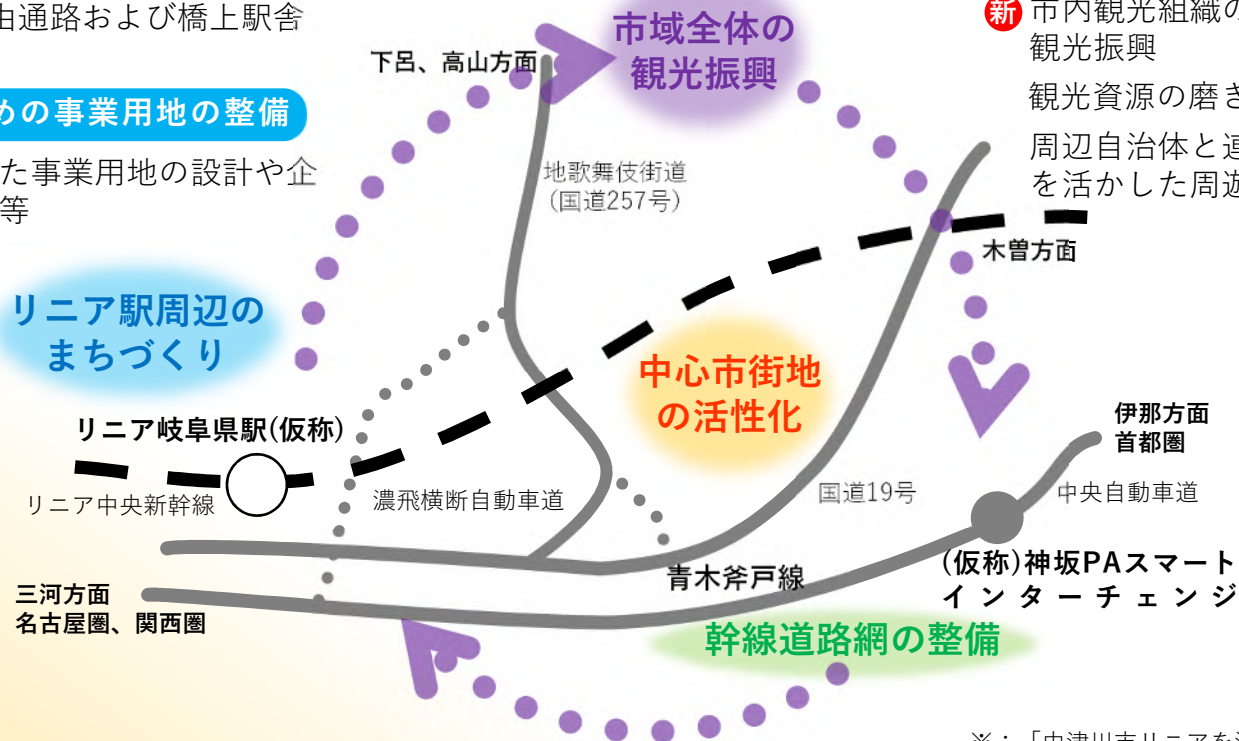 由通路および橋上駅舎
めの事業用地の整備
た事業用地の設計や企
等
市域全体の
観光振興
下呂、高山方面
地歌舞伎街道
(国道257号)
新 市内観光組織の
観光振興
観光資源の磨き
周辺自治体と連
を活かした周遊
木曽方面
リニア駅周辺の
まちづくり
中心市街地
の活性化
リニア岐阜県駅(仮称)
リニア中央新幹線
濃飛横断自動車道
国道19号
伊那方面
首都圏
中央自動車道
(仮称)神坂PAスマート
インターチェンジ
青木斧戸線
三河方面
名古屋圏、関西圏
幹線道路網の整備
※：「中津川市リニアを活